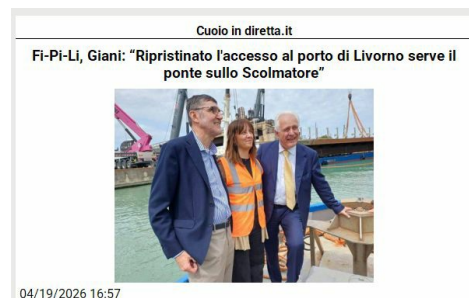 Cuoio in diretta.it
Fi-Pi-Li, Giani: “Ripristinato l'accesso al porto di Livorno serve il
ponte sullo Scolmatore”
04/19/2026 16:57